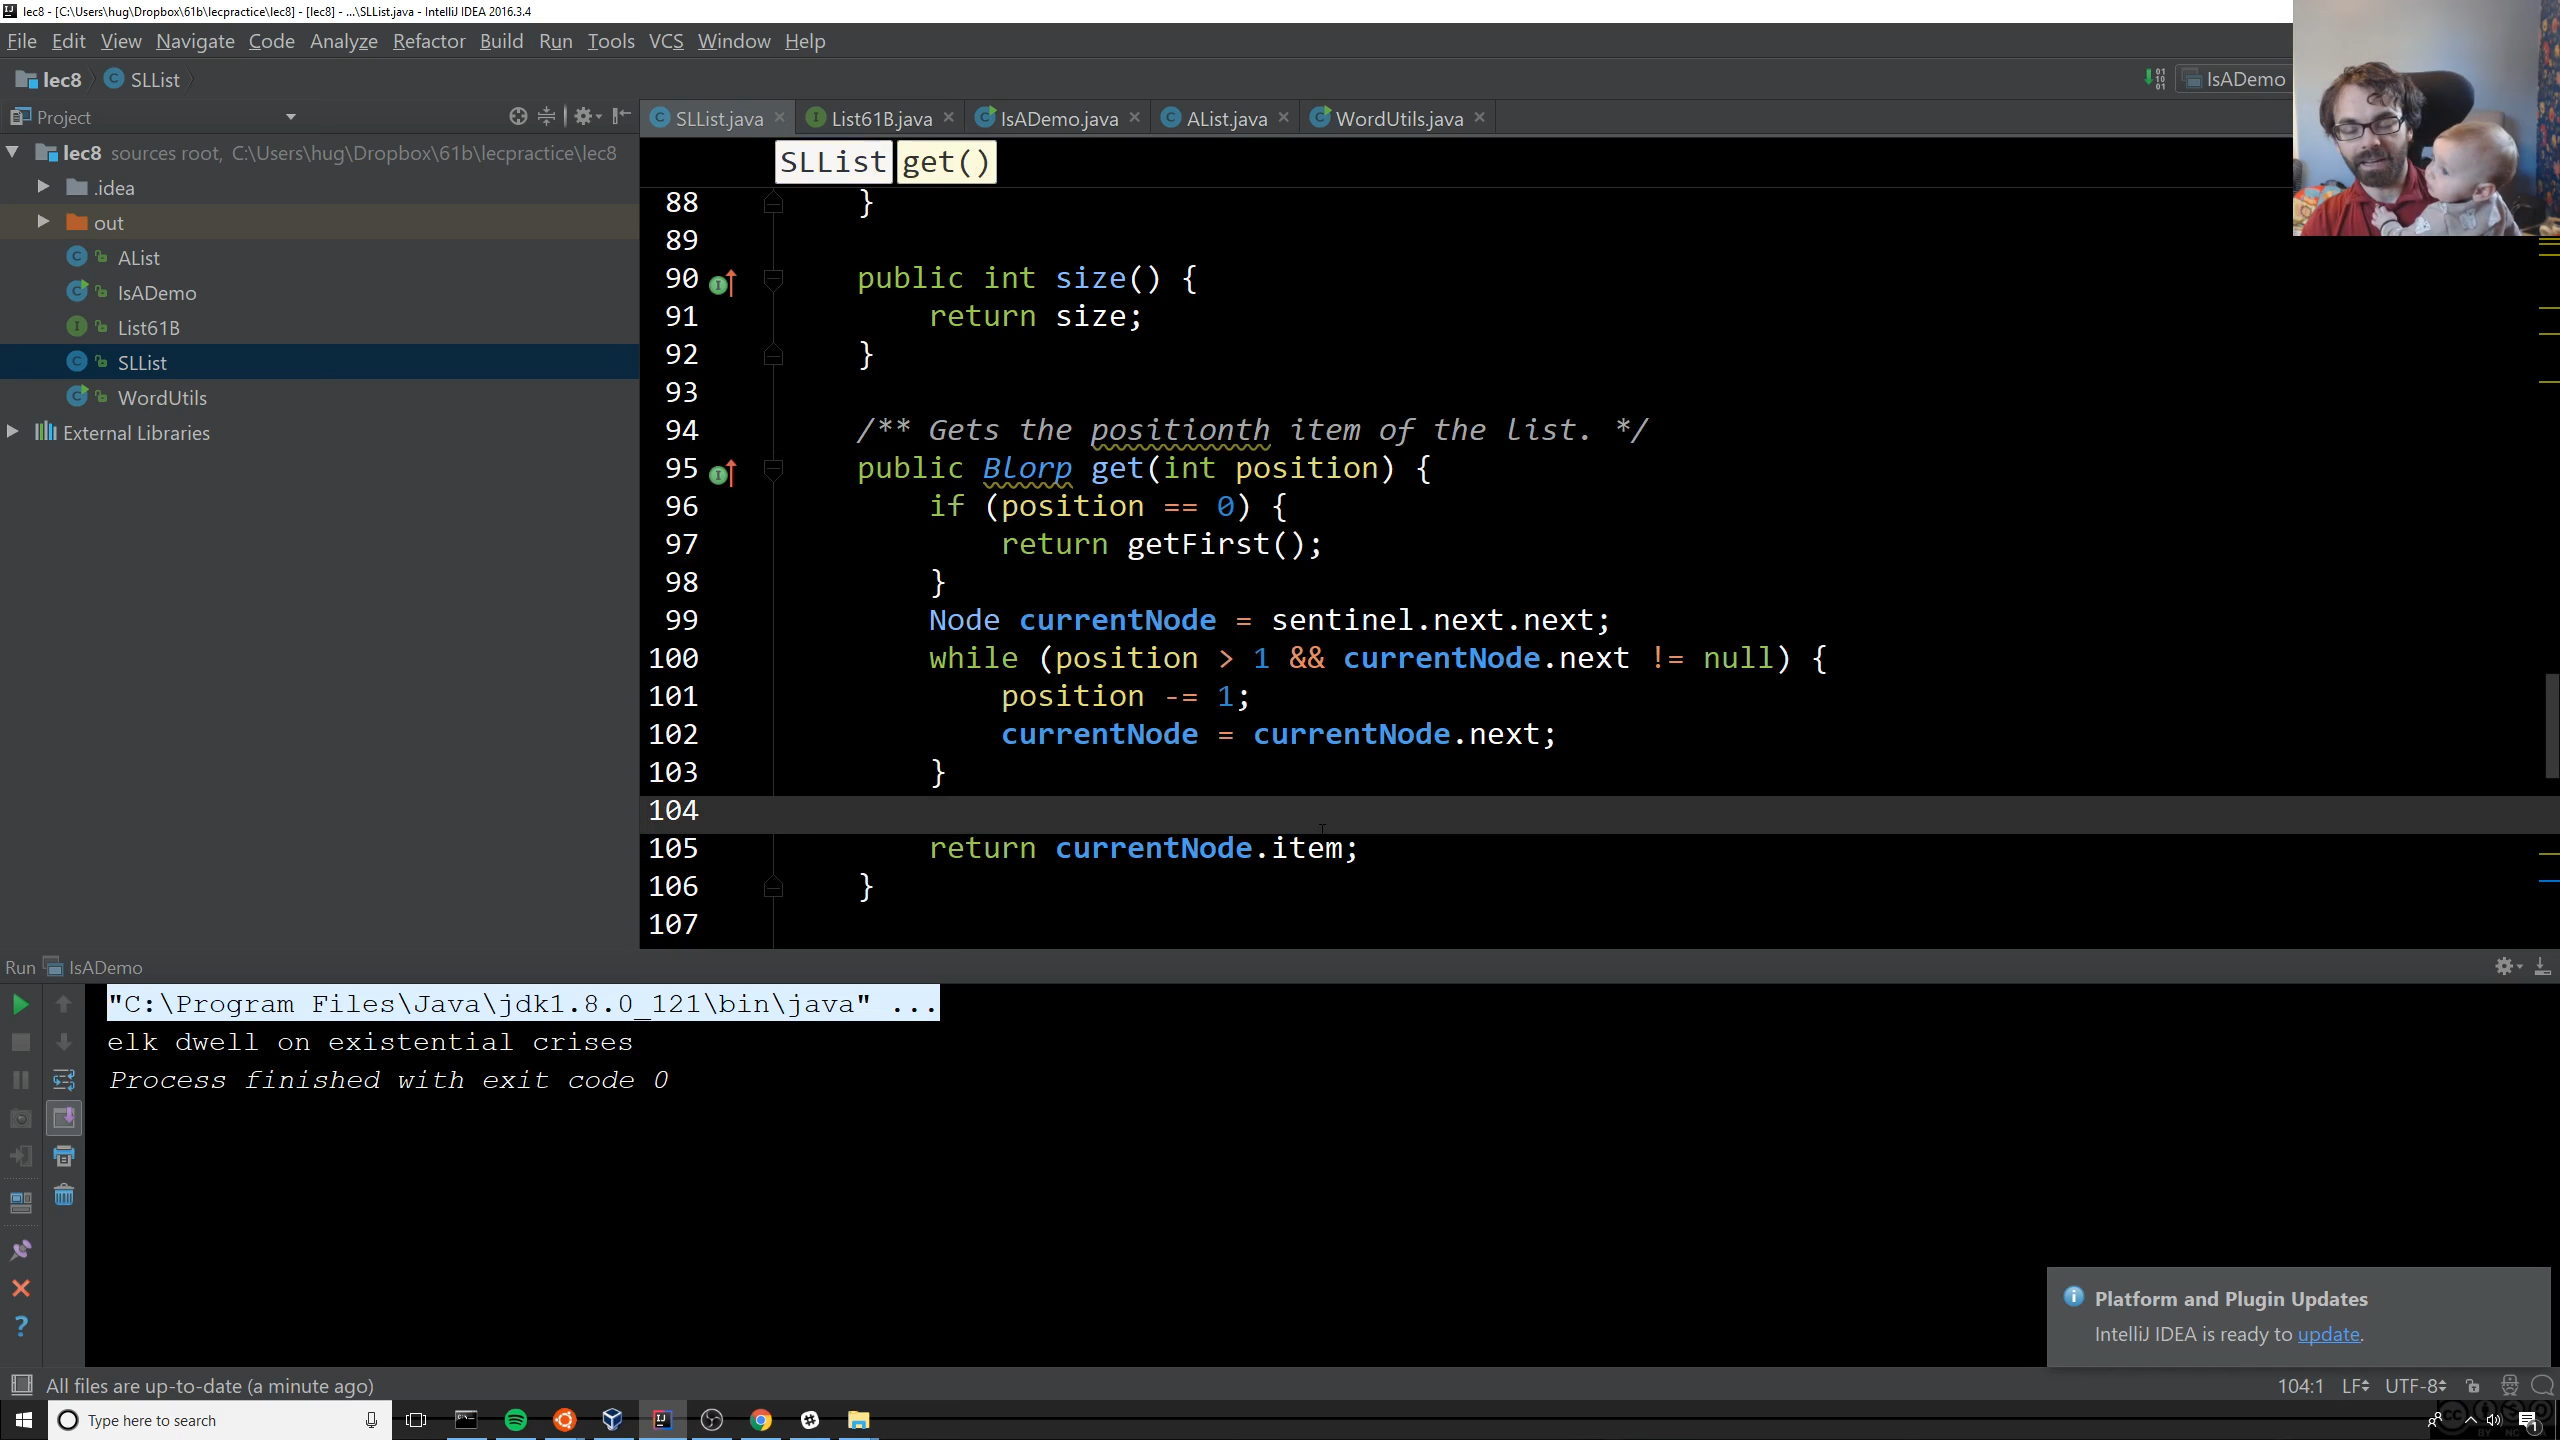 lec8 - [C:\Users\hug\Dropbox\61b\lecpractice\lec8] - [lec8] - ...\SLList.java - IntelliJ IDEA 2016.3.4
File Edit View Navigate Code Analyze Refactor Build Run Tools VCS Window Help
lec8 SLList
IsADemo
Project
SLList.java List61B.java IsADemo.java AList.java WordUtils.java
lec8 sources root, C:\Users\hug\Dropbox\61b\lecpractice\lec8
.idea
out
AList
IsADemo
List61B
SLList
WordUtils
External Libraries
SLList get()
88 }
89
90 public int size() {
91 return size;
92 }
93
94 /** Gets the positionth item of the list. */
95 public Blorp get(int position) {
96 if (position == 0) {
97 return getFirst();
98 }
99 Node currentNode = sentinel.next.next;
100 while (position > 1 && currentNode.next != null) {
101 position -= 1;
102 currentNode = currentNode.next;
103 }
104
105 return currentNode.item;
106 }
107
Run IsADemo
"C:\Program Files\Java\jdk1.8.0_121\bin\java" ...
elk dwell on existential crises
Process finished with exit code 0
Platform and Plugin Updates
IntelliJ IDEA is ready to update.
All files are up-to-date (a minute ago)
104:1 LF UTF-8
Type here to search